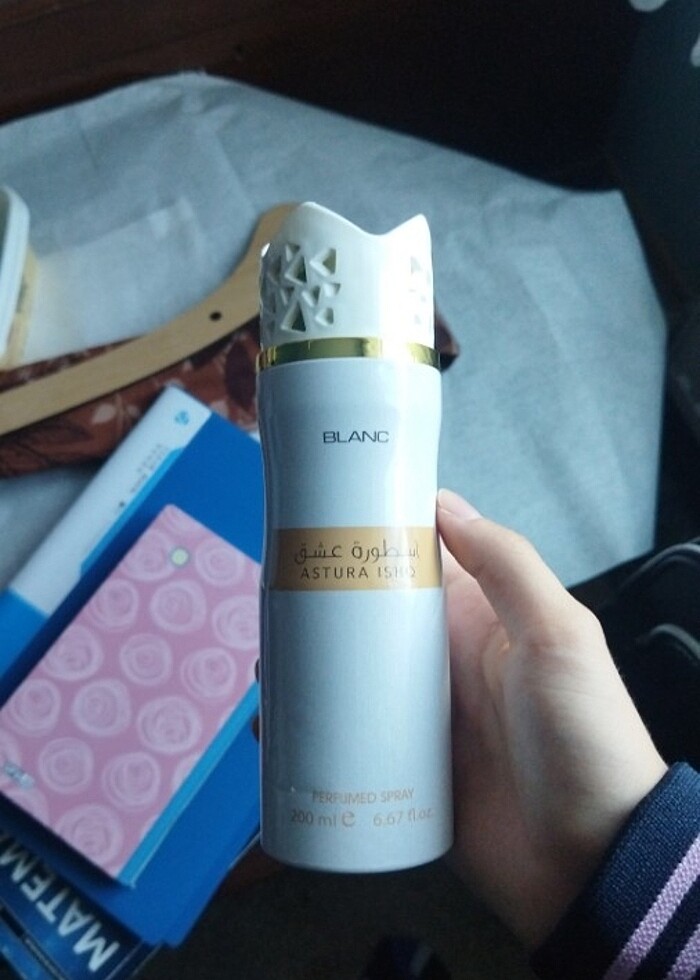 BLANC
اسطورة عشق
ASTURA ISHQ
PERFUMED SPRAY
200 ml e 6.67 fl.oz.
MATEM